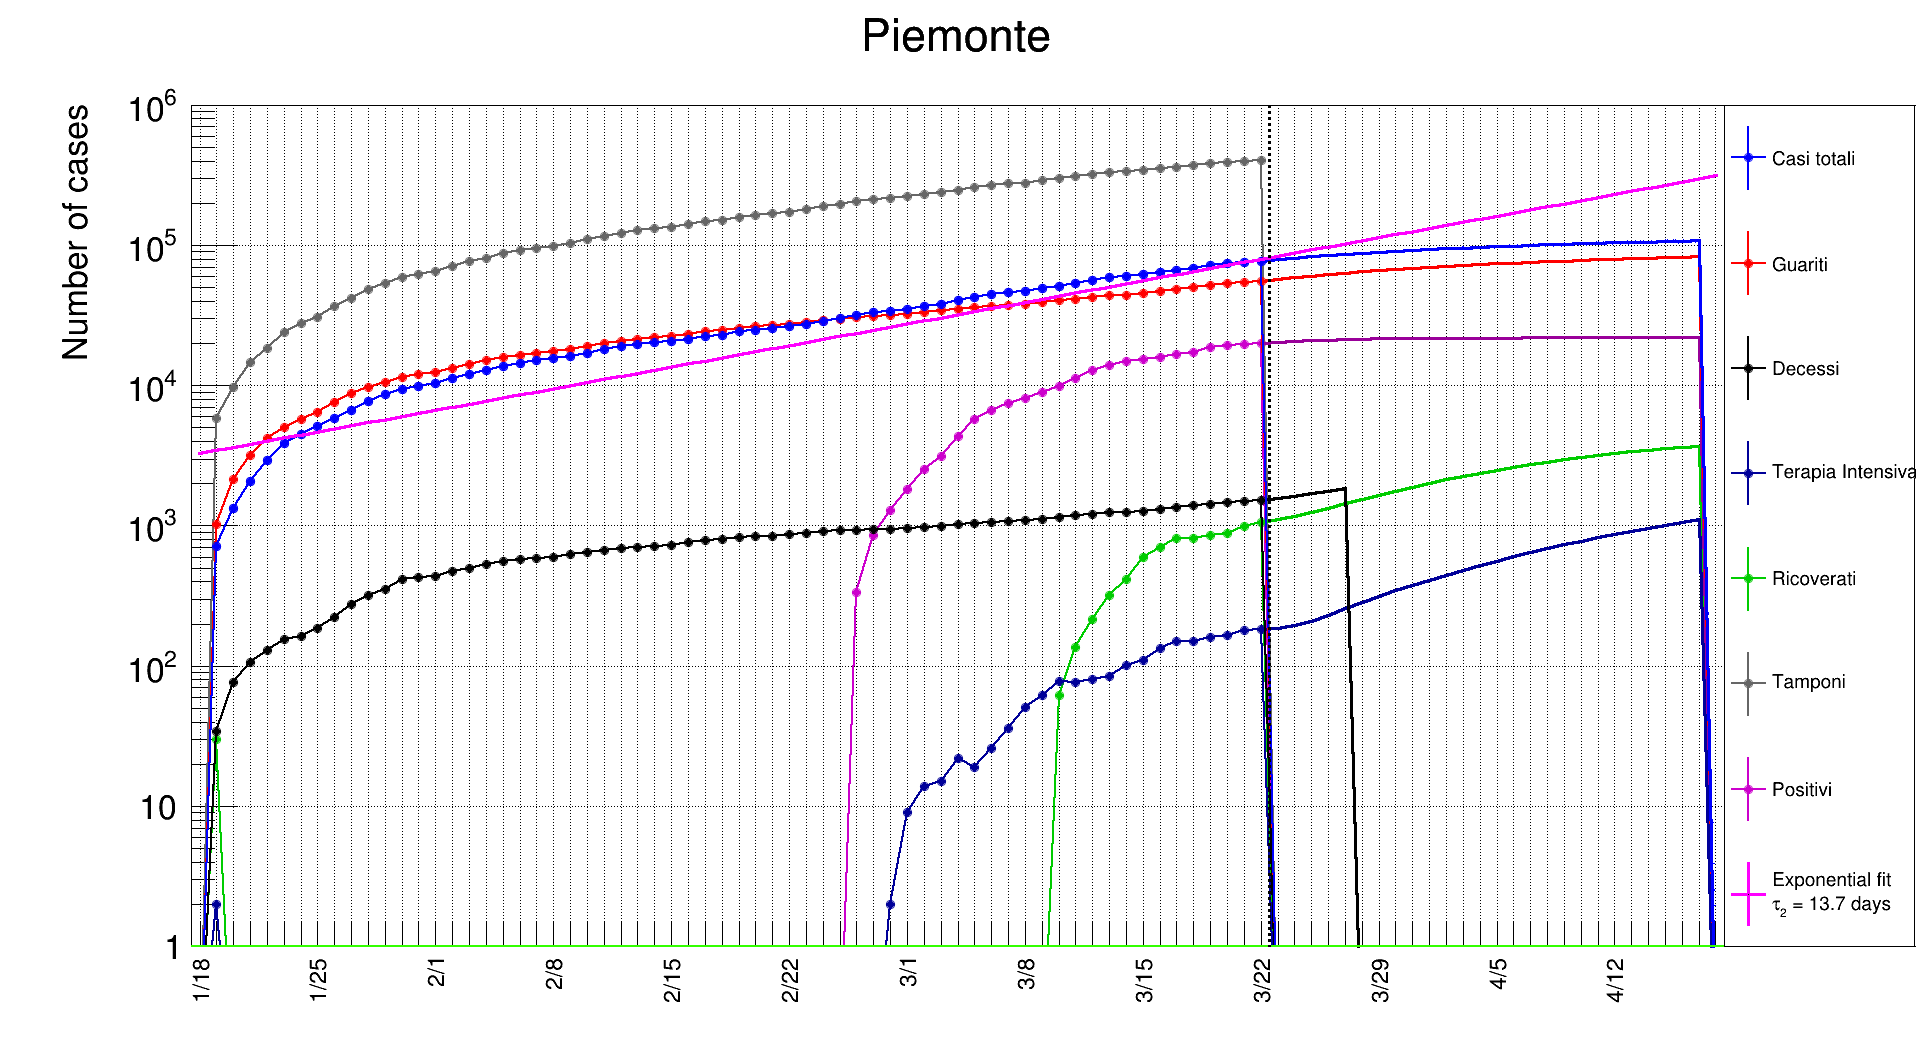 Piemonte
Number of cases
10^6
10^5
10^4
10^3
10^2
10
1
1/18
1/25
2/1
2/8
2/15
2/22
3/1
3/8
3/15
3/22
3/29
4/5
4/12
Casi totali
Guariti
Decessi
Terapia Intensiva
Ricoverati
Tamponi
Positivi
Exponential fit
τ_2 = 13.7 days